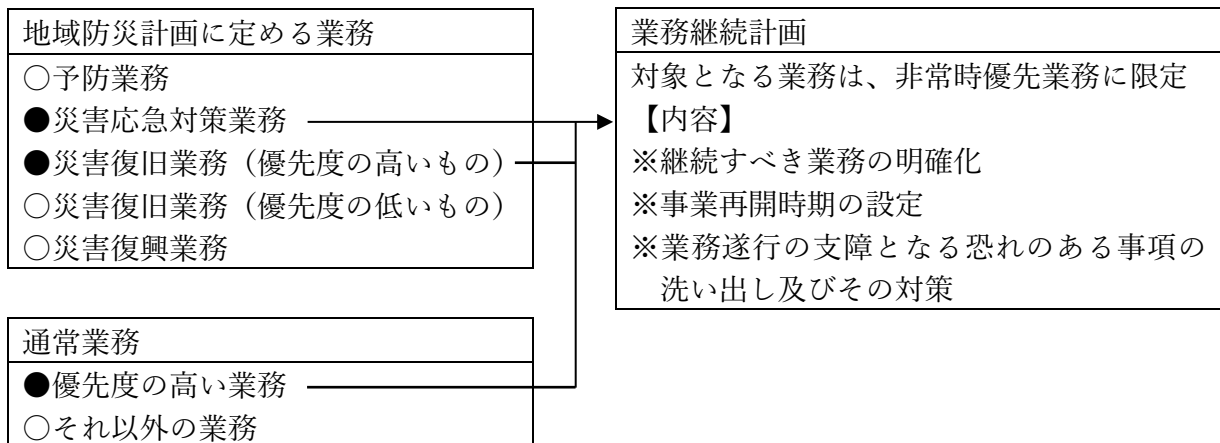 地域防災計画に定める業務
○予防業務
●災害応急対策業務
●災害復旧業務（優先度の高いもの）
○災害復旧業務（優先度の低いもの）
○災害復興業務
通常業務
●優先度の高い業務
○それ以外の業務
業務継続計画
対象となる業務は、非常時優先業務に限定
【内容】
※継続すべき業務の明確化
※事業再開時期の設定
※業務遂行の支障となる恐れのある事項の
洗い出し及びその対策